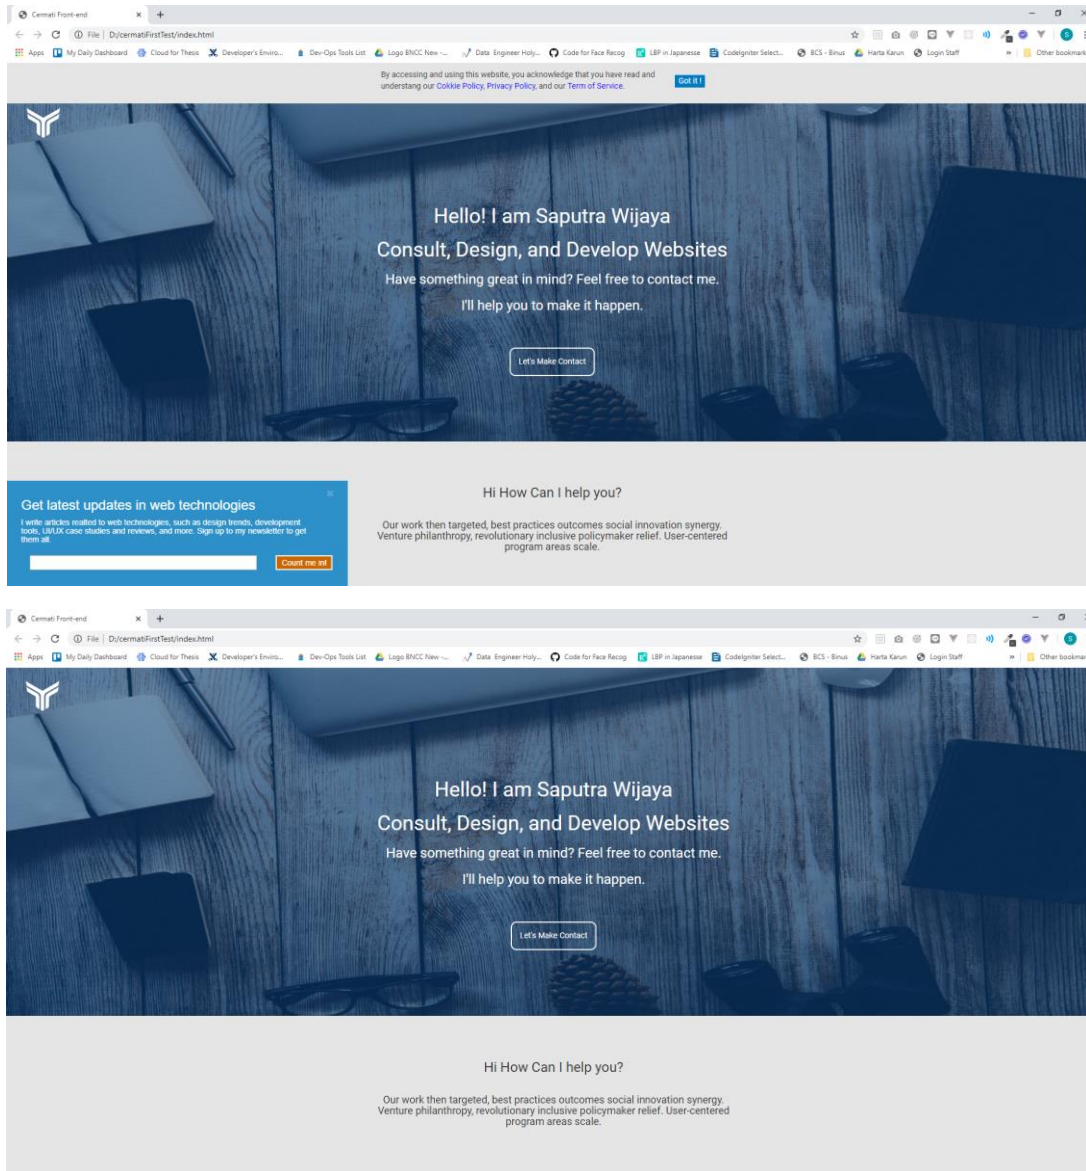 Cermati Front-end
File | D:/cermatiFirstTest/index.html
Apps My Daily Dashboard Cloud for Thesis Developer's Enviro... Dev-Ops Tools List Logo BNCC New -... Data Engineer Holy... Code for Face Recog LBP in Japanesse CodeIgniter Select... BCS - Binus Harta Karun Login Staff » Other bookmark
By accessing and using this website, you acknowledge that you have read and
understang our Cokkie Policy, Privacy Policy, and our Term of Service.
Got it !
Hello! I am Saputra Wijaya
Consult, Design, and Develop Websites
Have something great in mind? Feel free to contact me.
I'll help you to make it happen.
Let's Make Contact
Hi How Can I help you?
Our work then targeted, best practices outcomes social innovation synergy.
Venture philanthropy, revolutionary inclusive policymaker relief. User-centered
program areas scale.
Get latest updates in web technologies
I write articles realted to web technologies, such as design trends, development
tools, UI/UX case studies and reviews, and more. Sign up to my newsletter to get
them all.
Count me in!
Cermati Front-end
File | D:/cermatiFirstTest/index.html
Apps My Daily Dashboard Cloud for Thesis Developer's Enviro... Dev-Ops Tools List Logo BNCC New -... Data Engineer Holy... Code for Face Recog LBP in Japanesse CodeIgniter Select... BCS - Binus Harta Karun Login Staff » Other bookmar
Hello! I am Saputra Wijaya
Consult, Design, and Develop Websites
Have something great in mind? Feel free to contact me.
I'll help you to make it happen.
Let's Make Contact
Hi How Can I help you?
Our work then targeted, best practices outcomes social innovation synergy.
Venture philanthropy, revolutionary inclusive policymaker relief. User-centered
program areas scale.